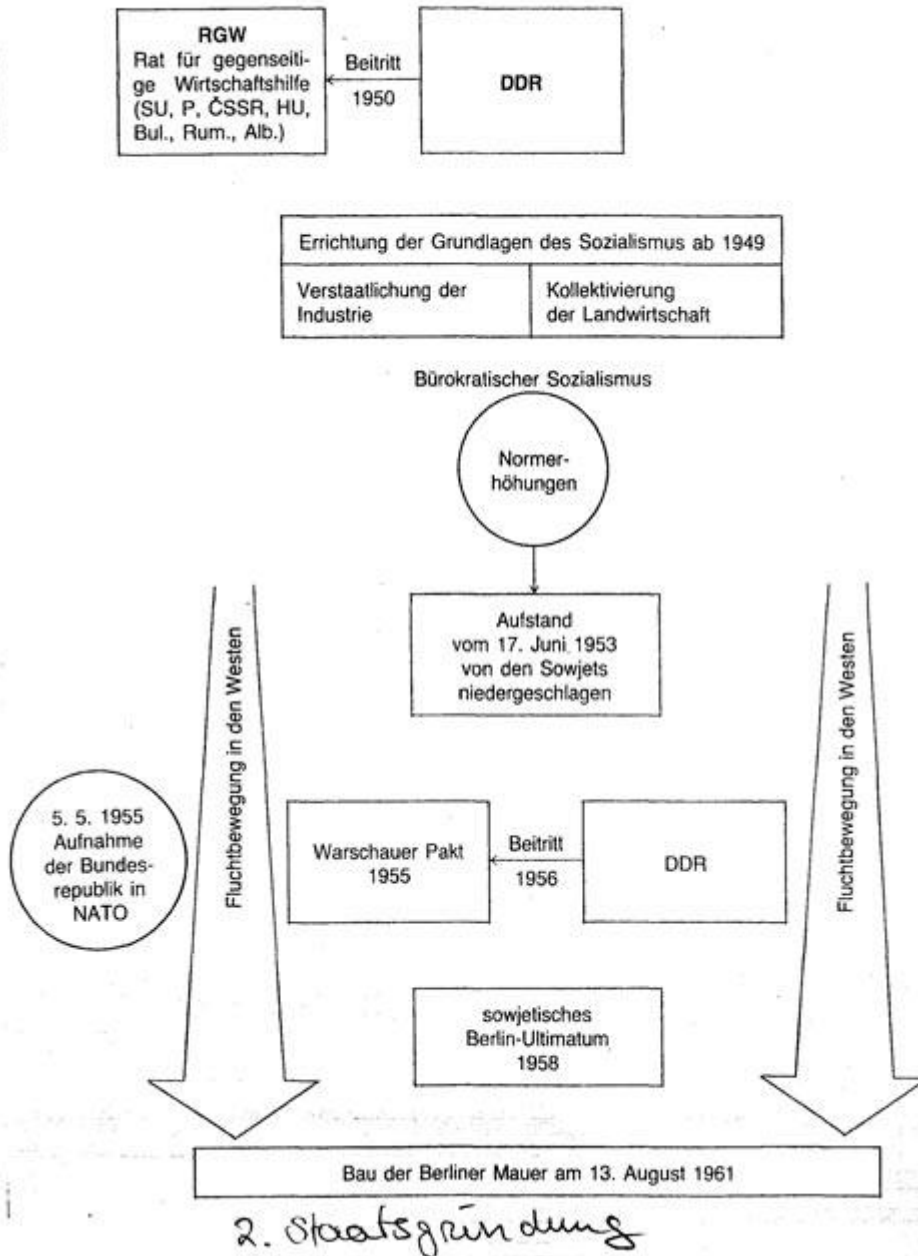 RGW
Rat für gegenseiti-
ge Wirtschaftshilfe
(SU, P, ČSSR, HU,
Bul., Rum., Alb.)
Beitritt
1950
DDR
Errichtung der Grundlagen des Sozialismus ab 1949
Verstaatlichung der
Industrie
Kollektivierung
der Landwirtschaft
Bürokratischer Sozialismus
Normer-
höhungen
Aufstand
vom 17. Juni 1953
von den Sowjets
niedergeschlagen
Fluchtbewegung in den Westen
Fluchtbewegung in den Westen
5. 5. 1955
Aufnahme
der Bundes-
republik in
NATO
Warschauer Pakt
1955
Beitritt
1956
DDR
sowjetisches
Berlin-Ultimatum
1958
Bau der Berliner Mauer am 13. August 1961
2. Staatsgründung